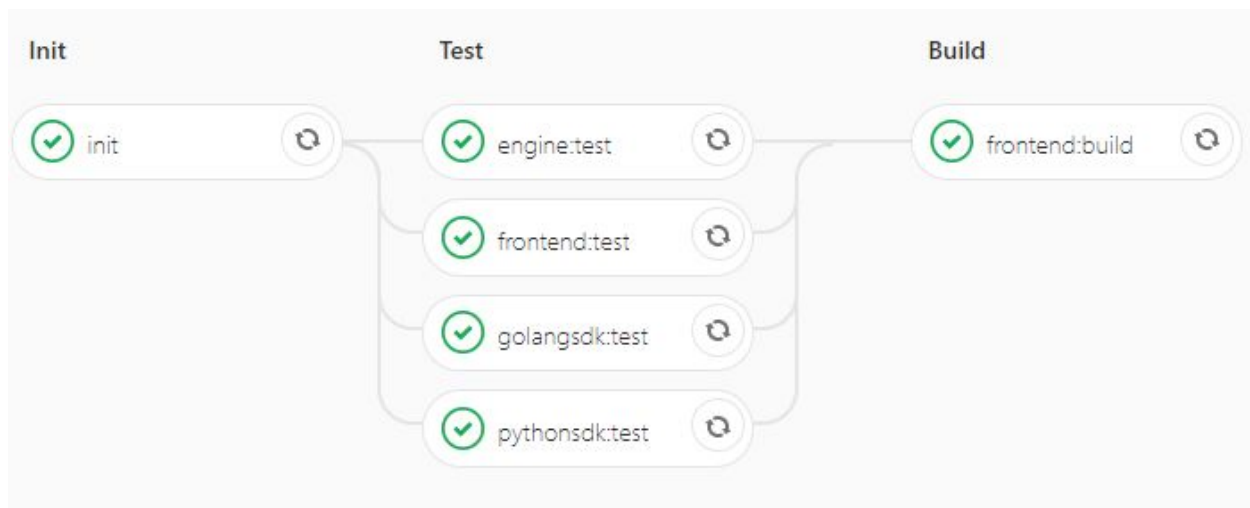 Init
Test
Build
init
engine:test
frontend:build
frontend:test
golangsdk:test
pythonsdk:test